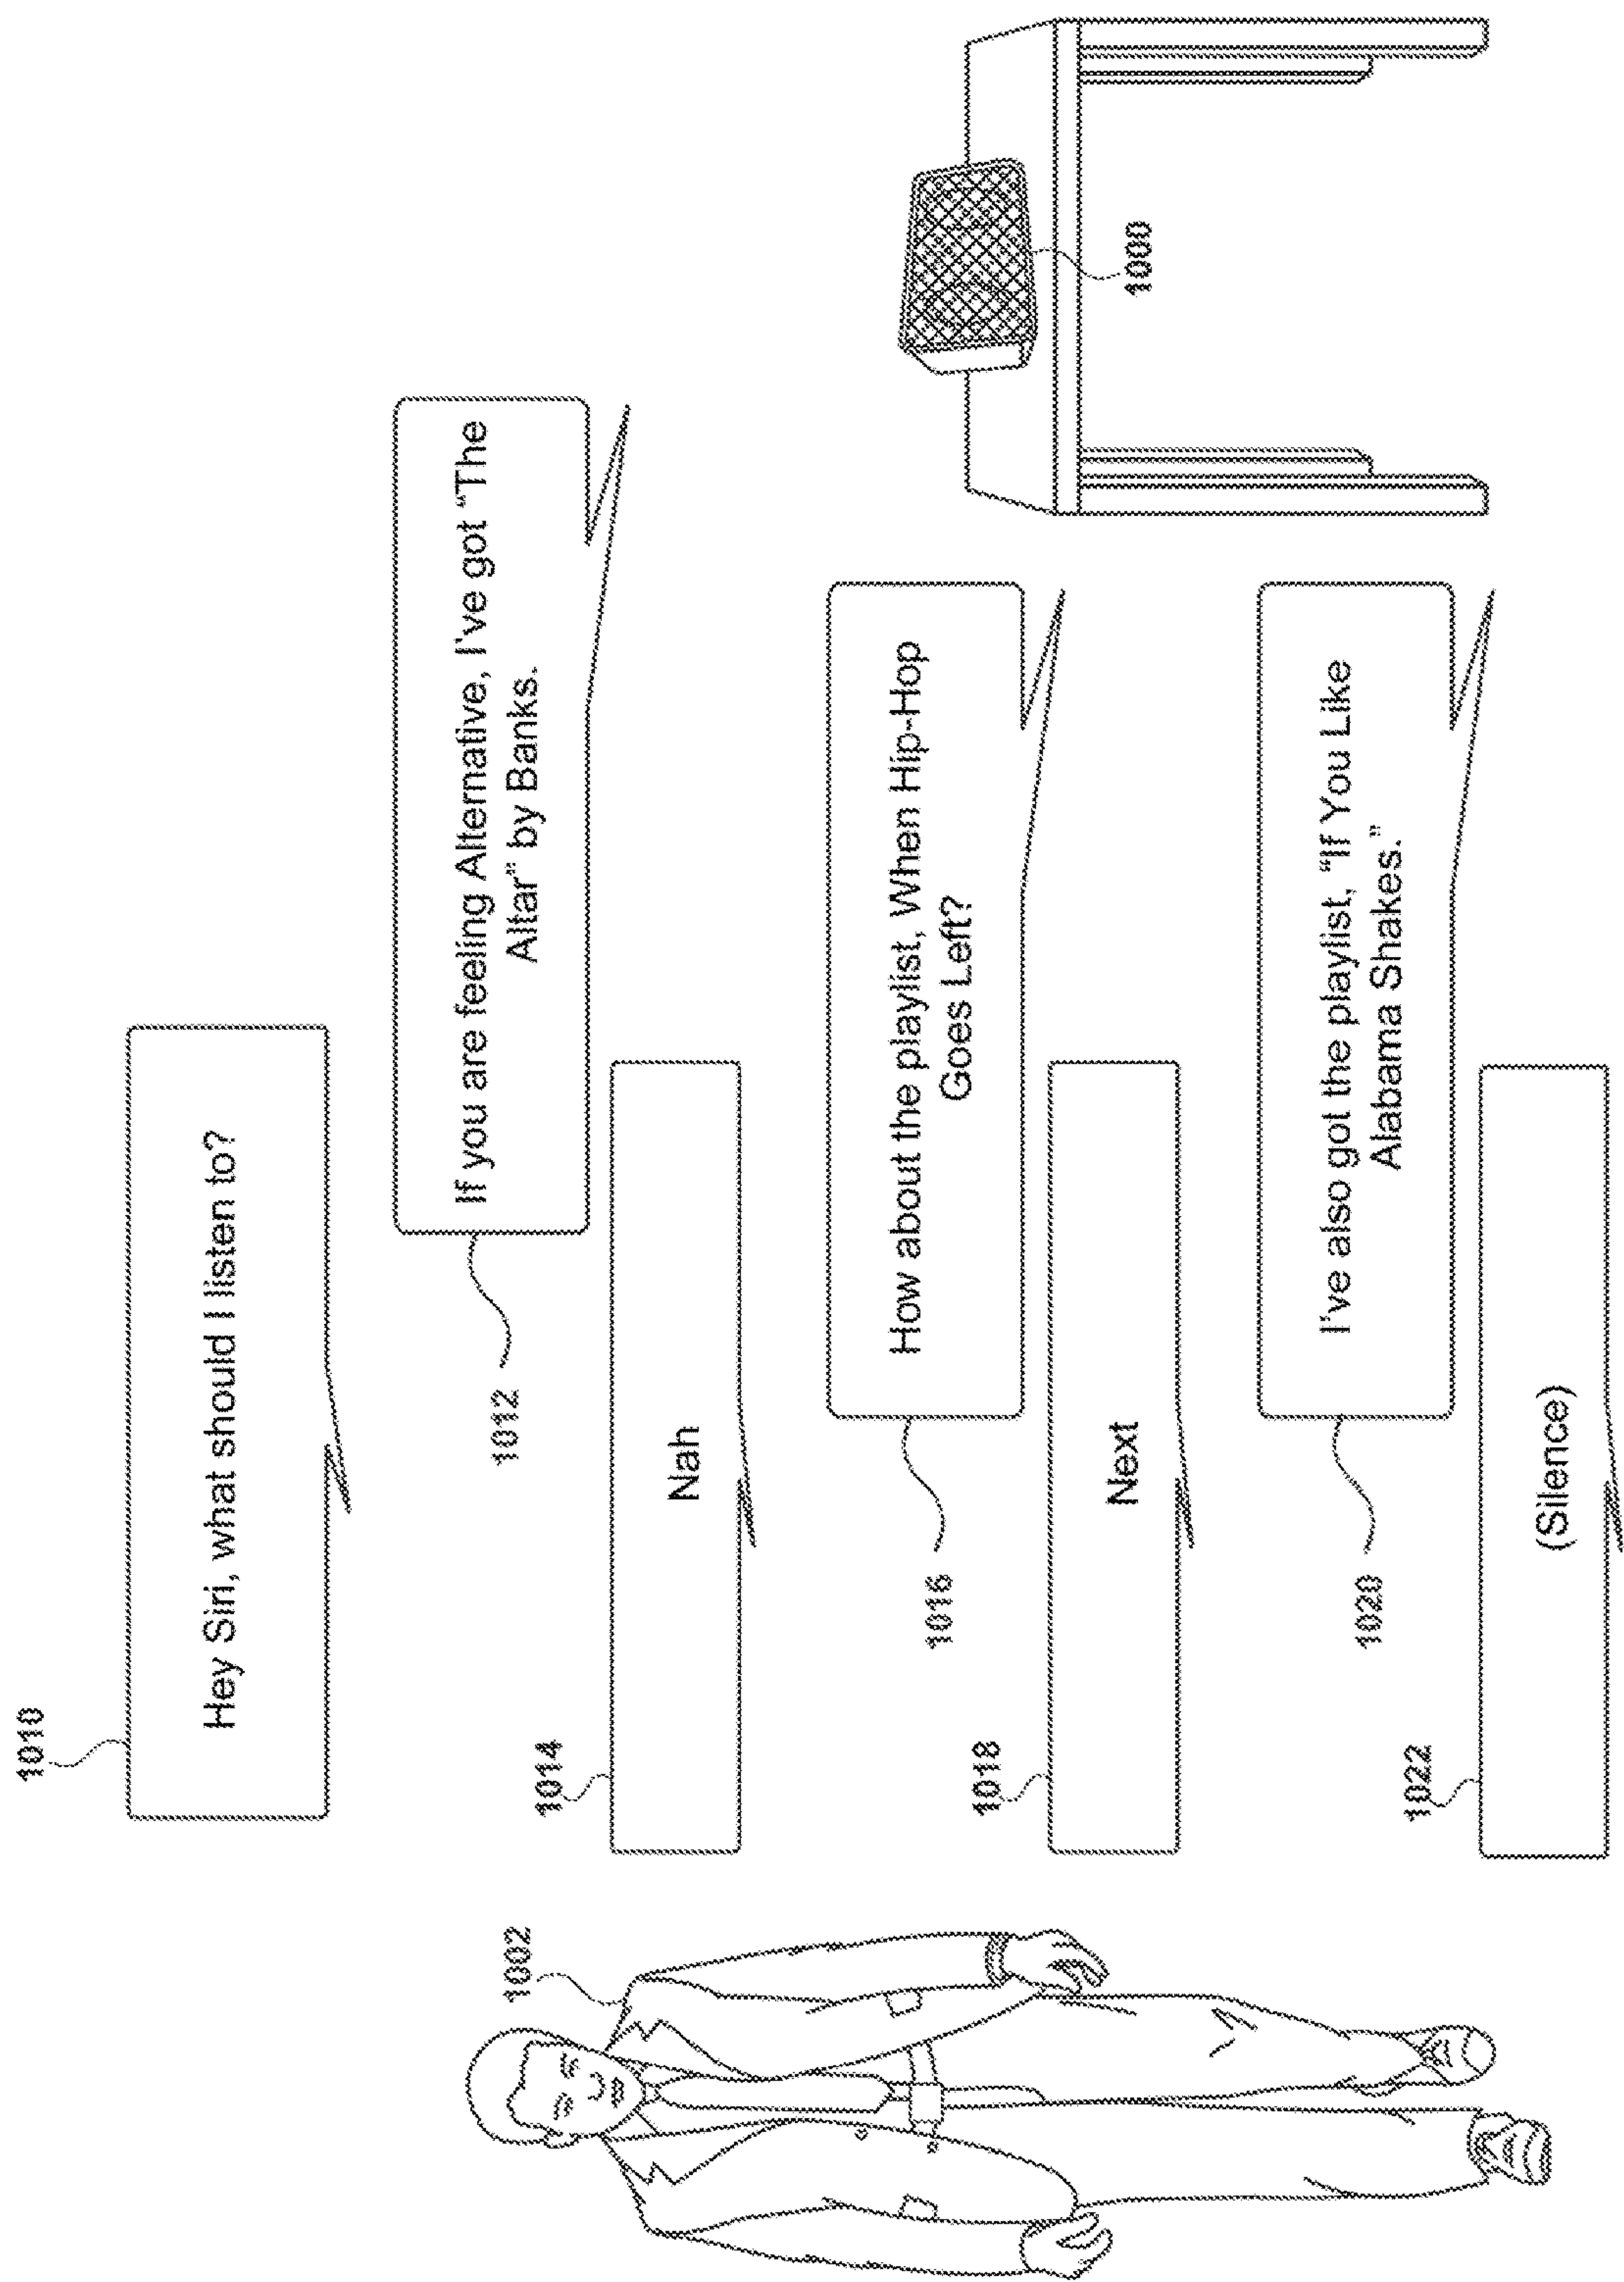 1010
Hey Siri, what should I listen to?
1012
If you are feeling Alternative, I've got “The
Altar” by Banks.
1014
Nah
1016
How about the playlist, When Hip-Hop
Goes Left?
1018
Next
1020
I've also got the playlist, “If You Like
Alabama Shakes.”
1022
(Silence)
1002
1000